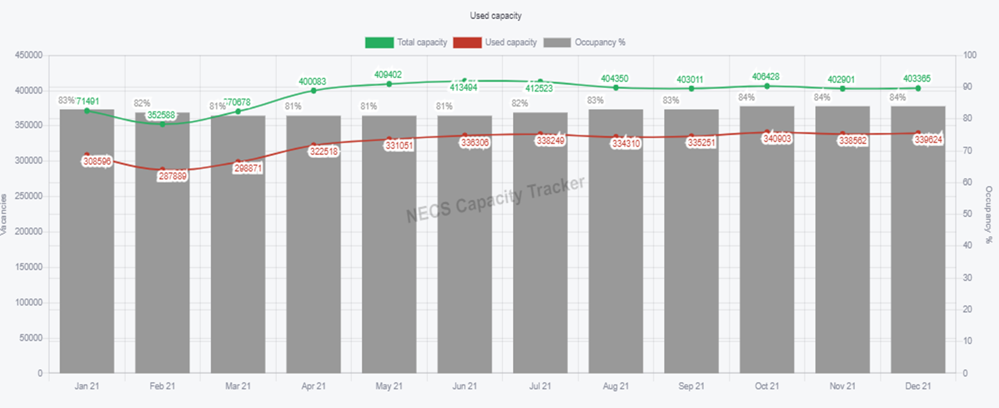 Used capacity
Total capacity Used capacity Occupancy %
450000 100
400000 90
350000 80
300000 70
250000 60
200000 50
150000 40
100000 30
50000 20
0 10
0
Vacancies
Occupancy %
83% 71491 82% 352588 81% 70678 81% 400083 81% 409402 81% 413494 82% 412523 83% 404350 83% 403011 84% 406428 84% 402901 84% 403365
308596 287889 298871 322518 331051 336306 338249 334310 335251 340903 338562 339624
NECS Capacity Tracker
Jan 21 Feb 21 Mar 21 Apr 21 May 21 Jun 21 Jul 21 Aug 21 Sep 21 Oct 21 Nov 21 Dec 21